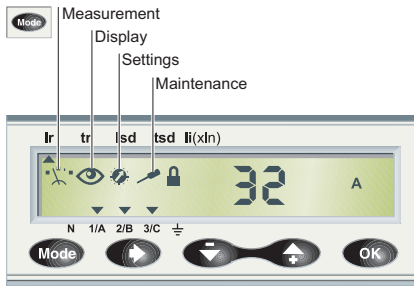 Mode
Measurement
Display
Settings
Maintenance
Ir tr Isd tsd Ii(xIn)
32 A
N 1/A 2/B 3/C
Mode OK